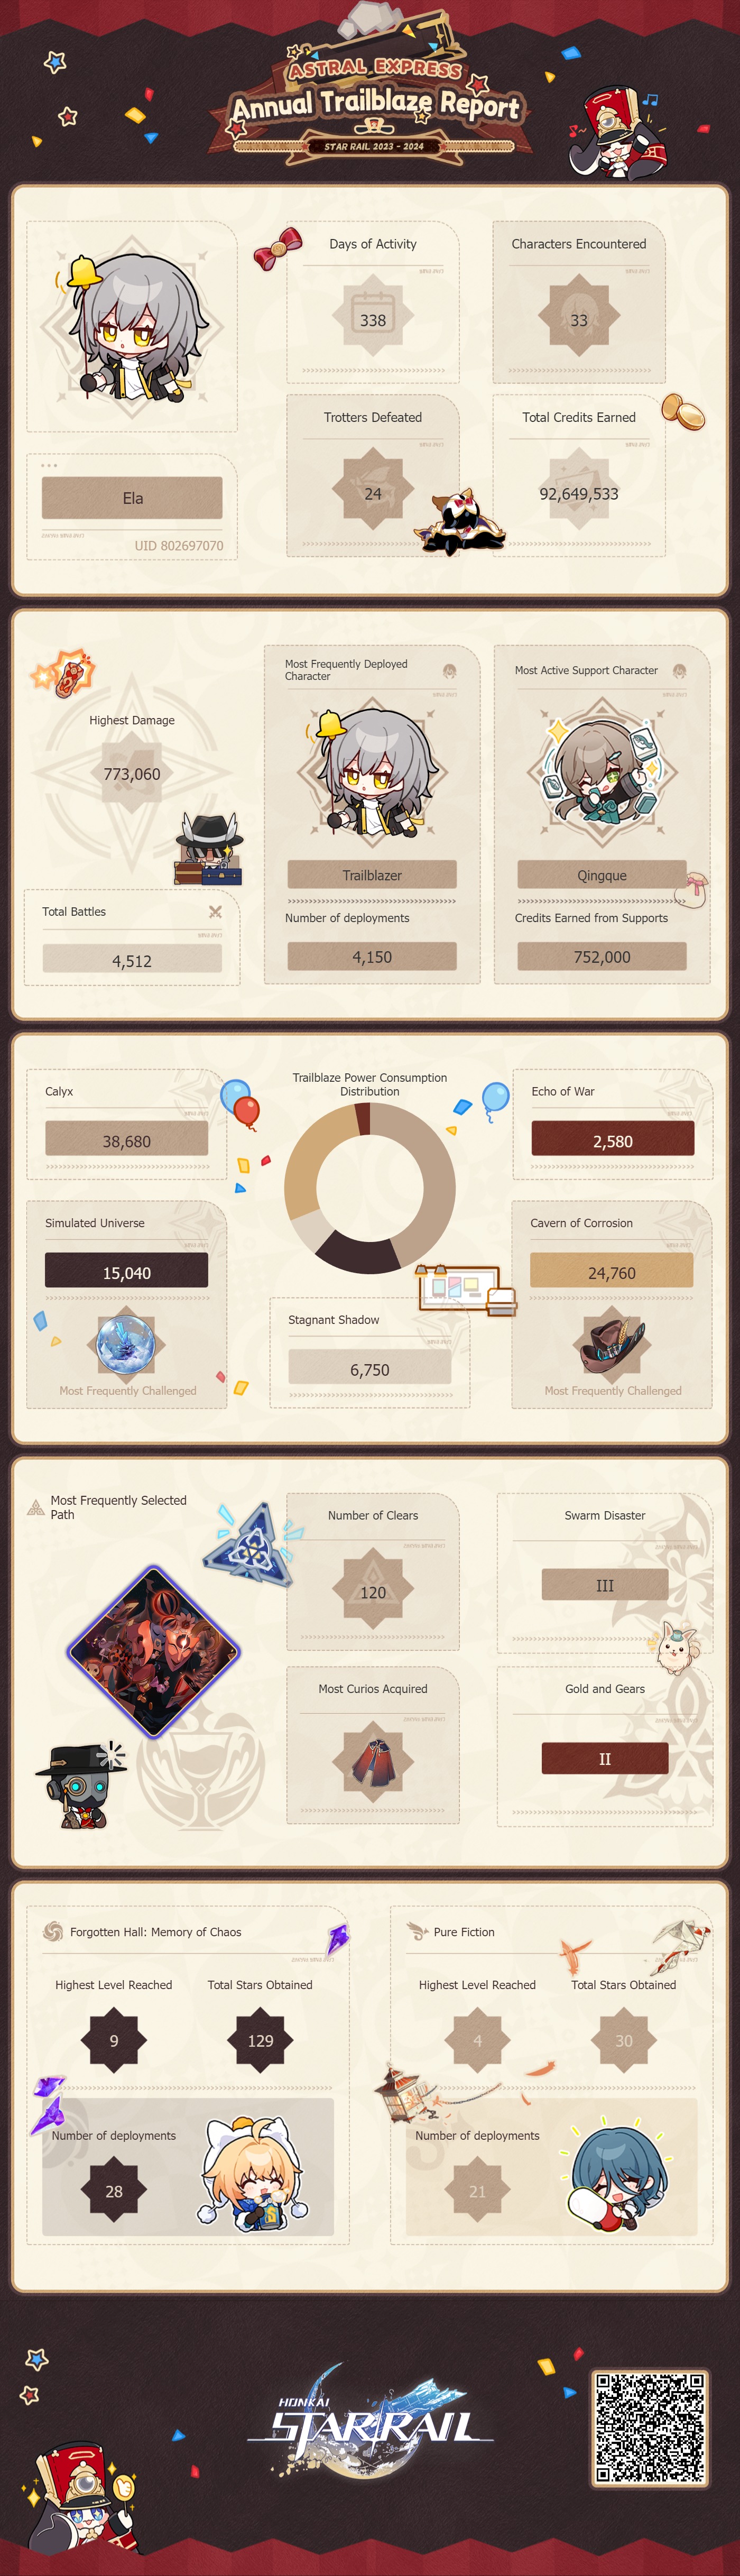 ASTRAL EXPRESS
Annual Trailblaze Report
STAR RAIL 2023 - 2024
Days of Activity
338
Characters Encountered
33
Trotters Defeated
24
Total Credits Earned
92,649,533
Ela
UID 802697070
Highest Damage
773,060
Total Battles
4,512
Most Frequently Deployed
Character
Trailblazer
Number of deployments
4,150
Most Active Support Character
Qingque
Credits Earned from Supports
752,000
Calyx
38,680
Trailblaze Power Consumption
Distribution
Echo of War
2,580
Simulated Universe
15,040
Most Frequently Challenged
Stagnant Shadow
6,750
Cavern of Corrosion
24,760
Most Frequently Challenged
Most Frequently Selected
Path
Number of Clears
120
Swarm Disaster
III
Most Curios Acquired
Gold and Gears
II
Forgotten Hall: Memory of Chaos
Highest Level Reached
9
Total Stars Obtained
129
Number of deployments
28
Pure Fiction
Highest Level Reached
4
Total Stars Obtained
30
Number of deployments
21
HONKAI
STAR RAIL